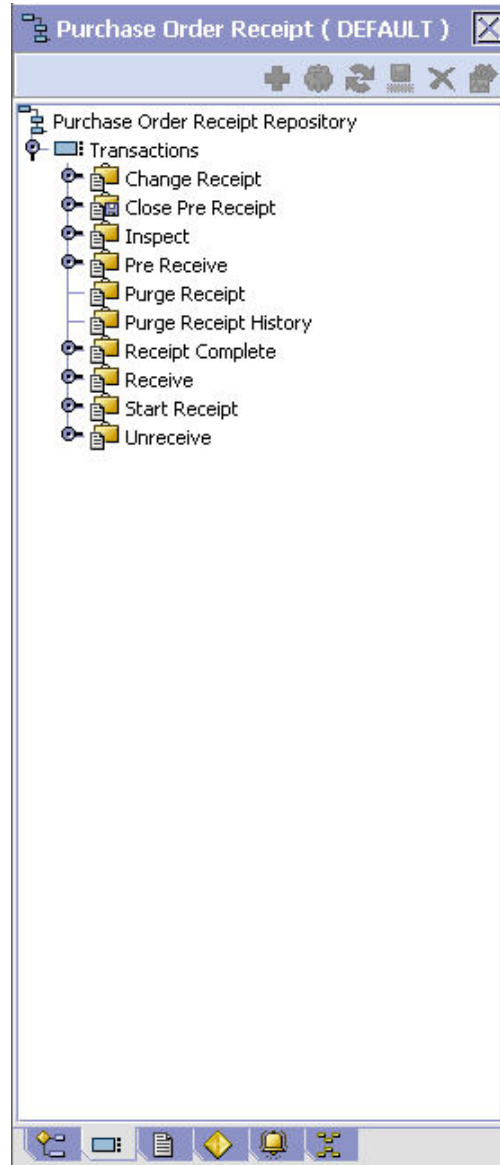 Purchase Order Receipt ( DEFAULT )
Purchase Order Receipt Repository
Transactions
Change Receipt
Close Pre Receipt
Inspect
Pre Receive
Purge Receipt
Purge Receipt History
Receipt Complete
Receive
Start Receipt
Unreceive